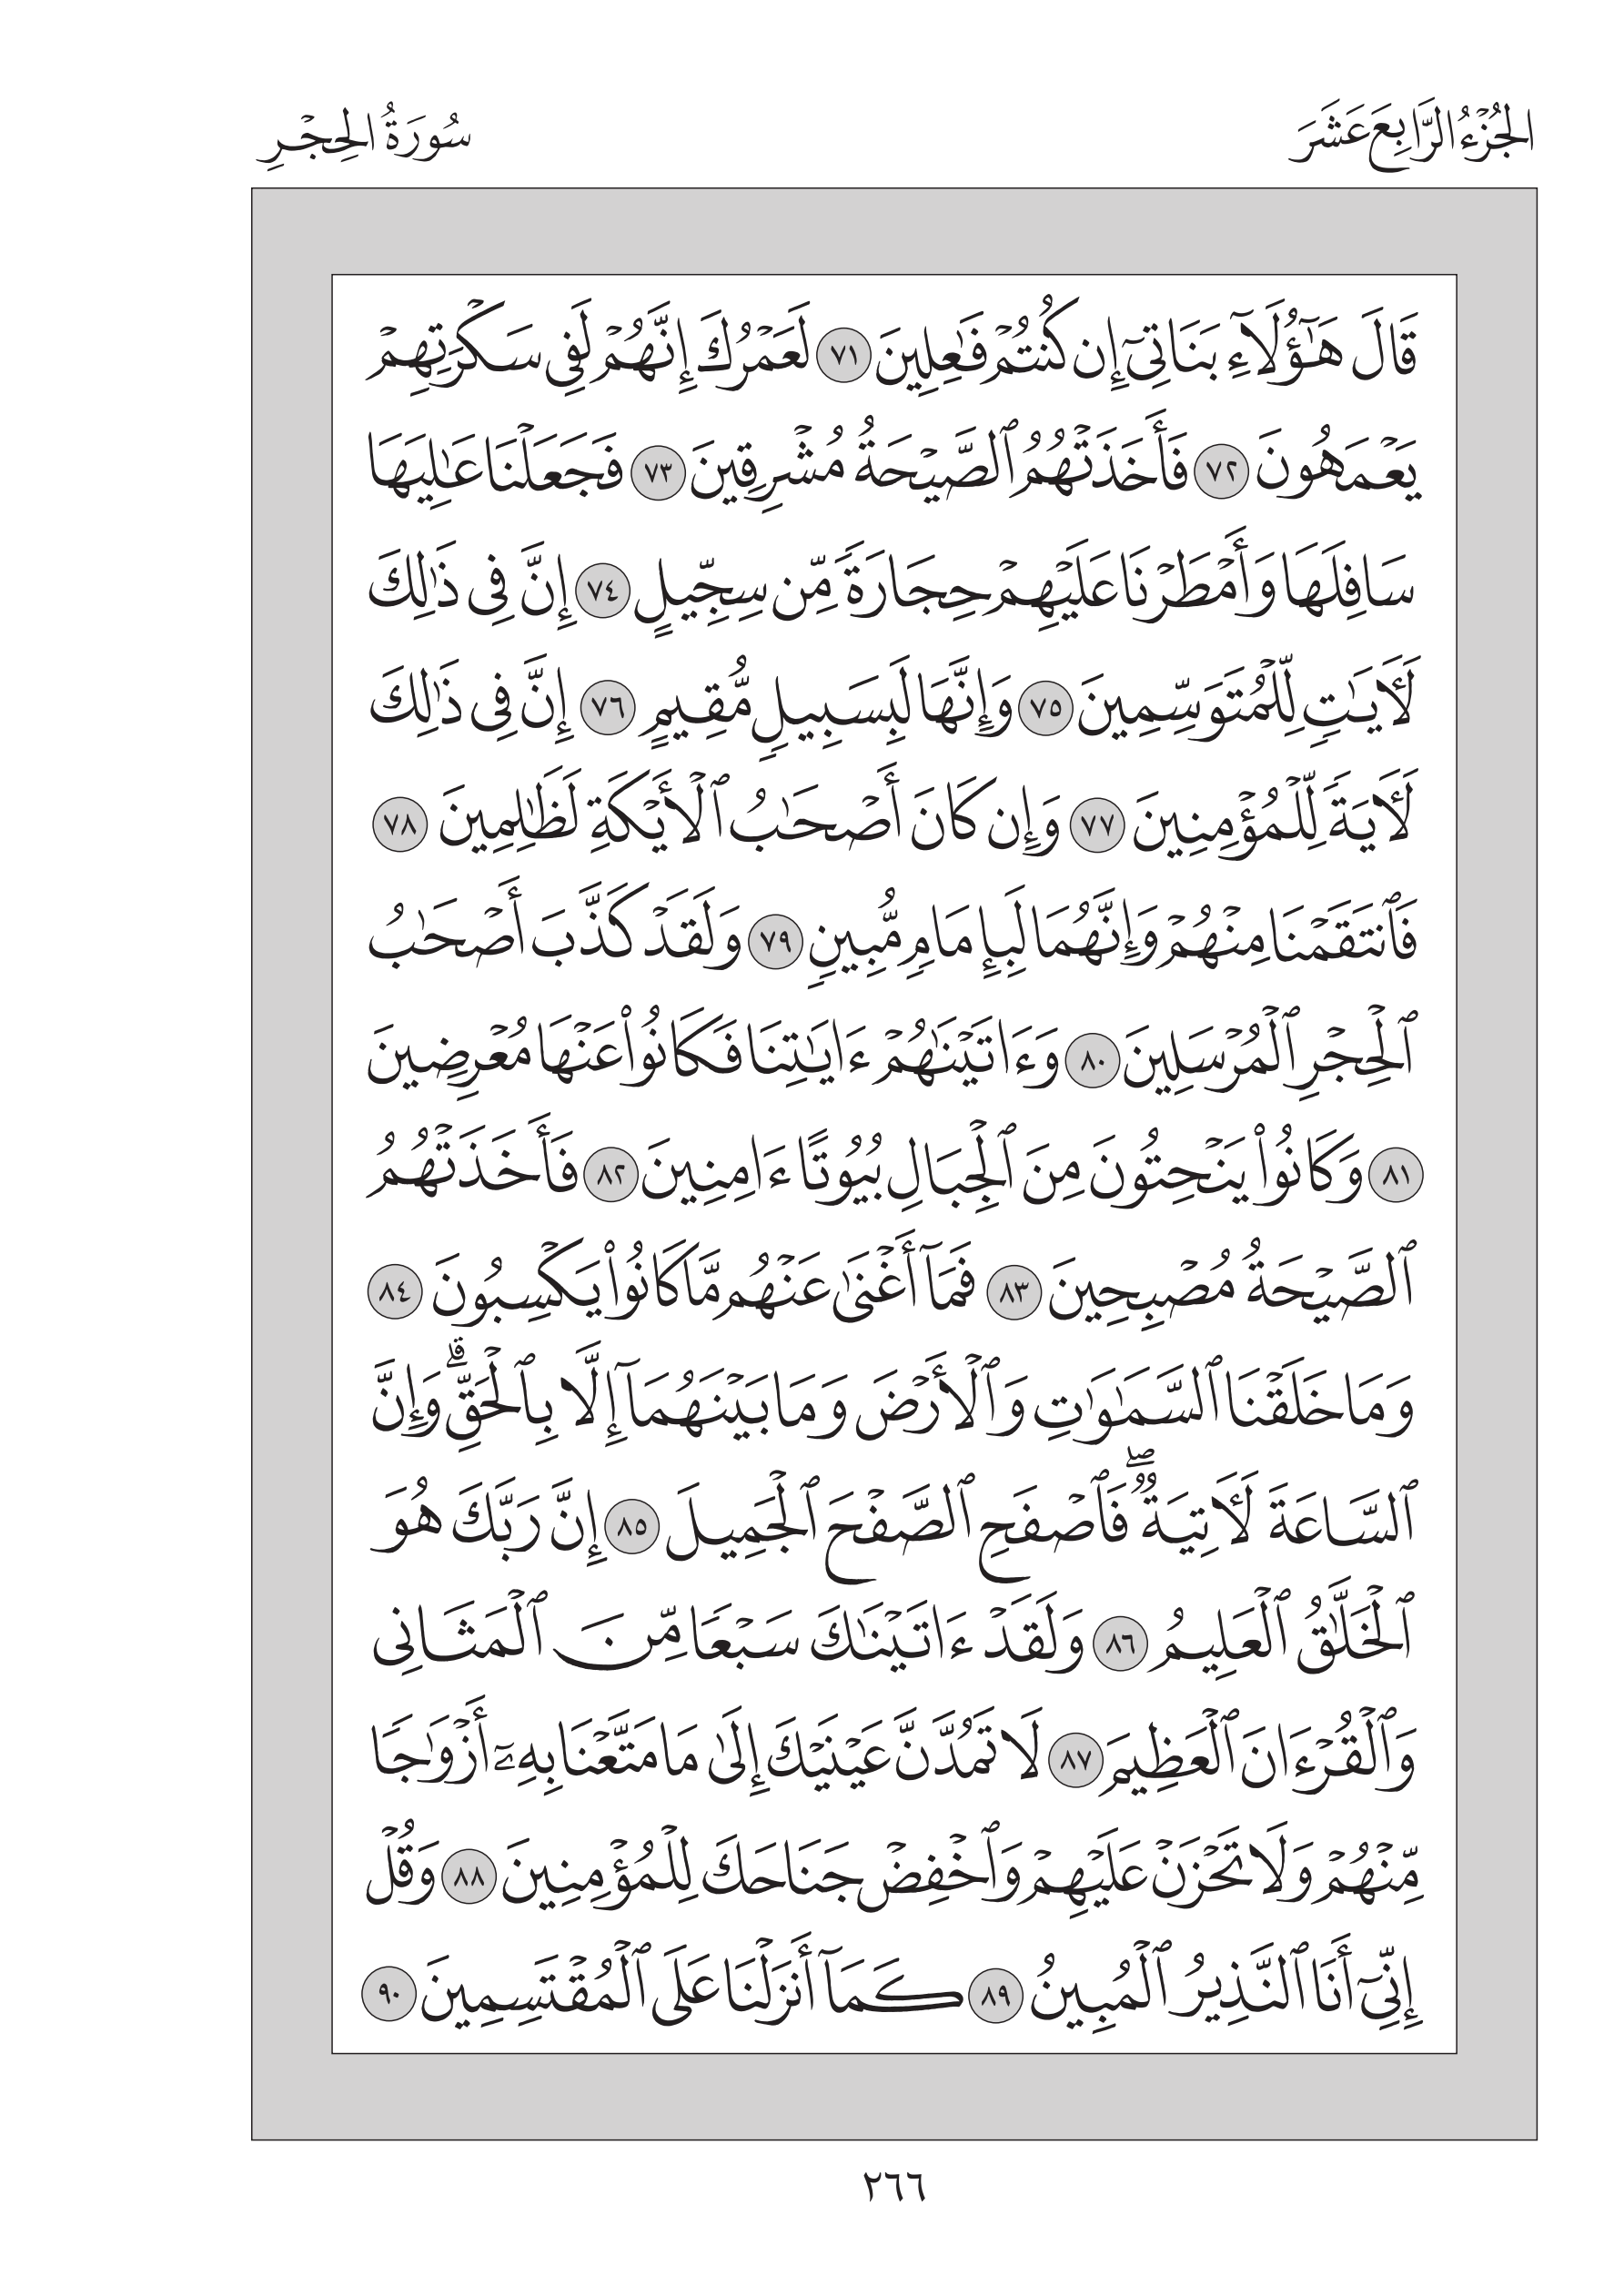 الجُزْءُ الرَّابِعَ عَشَرَ
سُورَةُ الحِجْرِ
قَالَ هَٰٓؤُلَآءِ بَنَاتِىٓ إِن كُنتُمْ فَٰعِلِينَ ٧١ لَعَمْرُكَ إِنَّهُمْ لَفِى سَكْرَتِهِمْ
يَعْمَهُونَ ٧٢ فَأَخَذَتْهُمُ ٱلصَّيْحَةُ مُشْرِقِينَ ٧٣ فَجَعَلْنَا عَٰلِيَهَا
سَافِلَهَا وَأَمْطَرْنَا عَلَيْهِمْ حِجَارَةً مِّن سِجِّيلٍ ٧٤ إِنَّ فِى ذَٰلِكَ
لَءَايَٰتٍ لِّلْمُتَوَسِّمِينَ ٧٥ وَإِنَّهَا لَبِسَبِيلٍ مُّقِيمٍ ٧٦ إِنَّ فِى ذَٰلِكَ
لَءَايَةً لِّلْمُؤْمِنِينَ ٧٧ وَإِن كَانَ أَصْحَٰبُ ٱلْأَيْكَةِ لَظَٰلِمِينَ ٧٨
فَٱنتَقَمْنَا مِنْهُمْ وَإِنَّهُمَا لَبِإِمَامٍ مُّبِينٍ ٧٩ وَلَقَدْ كَذَّبَ أَصْحَٰبُ
ٱلْحِجْرِ ٱلْمُرْسَلِينَ ٨٠ وَءَاتَيْنَٰهُمْ ءَايَٰتِنَا فَكَانُوا۟ عَنْهَا مُعْرِضِينَ
٨١ وَكَانُوا۟ يَنْحِتُونَ مِنَ ٱلْجِبَالِ بُيُوتًا ءَامِنِينَ ٨٢ فَأَخَذَتْهُمُ
ٱلصَّيْحَةُ مُصْبِحِينَ ٨٣ فَمَآ أَغْنَىٰ عَنْهُم مَّا كَانُوا۟ يَكْسِبُونَ ٨٤
وَمَا خَلَقْنَا ٱلسَّمَٰوَٰتِ وَٱلْأَرْضَ وَمَا بَيْنَهُمَآ إِلَّا بِٱلْحَقِّ ۗ وَإِنَّ
ٱلسَّاعَةَ لَءَاتِيَةٌ ۖ فَٱصْفَحِ ٱلصَّفْحَ ٱلْجَمِيلَ ٨٥ إِنَّ رَبَّكَ هُوَ
ٱلْخَلَّٰقُ ٱلْعَلِيمُ ٨٦ وَلَقَدْ ءَاتَيْنَٰكَ سَبْعًا مِّنَ ٱلْمَثَانِى
وَٱلْقُرْءَانَ ٱلْعَظِيمَ ٨٧ لَا تَمُدَّنَّ عَيْنَيْكَ إِلَىٰ مَا مَتَّعْنَا بِهِۦٓ أَزْوَٰجًا
مِّنْهُمْ وَلَا تَحْزَنْ عَلَيْهِمْ وَٱخْفِضْ جَنَاحَكَ لِلْمُؤْمِنِينَ ٨٨ وَقُلْ
إِنِّىٓ أَنَا ٱلنَّذِيرُ ٱلْمُبِينُ ٨٩ كَمَآ أَنزَلْنَا عَلَى ٱلْمُقْتَسِمِينَ ٩٠
٢٦٦